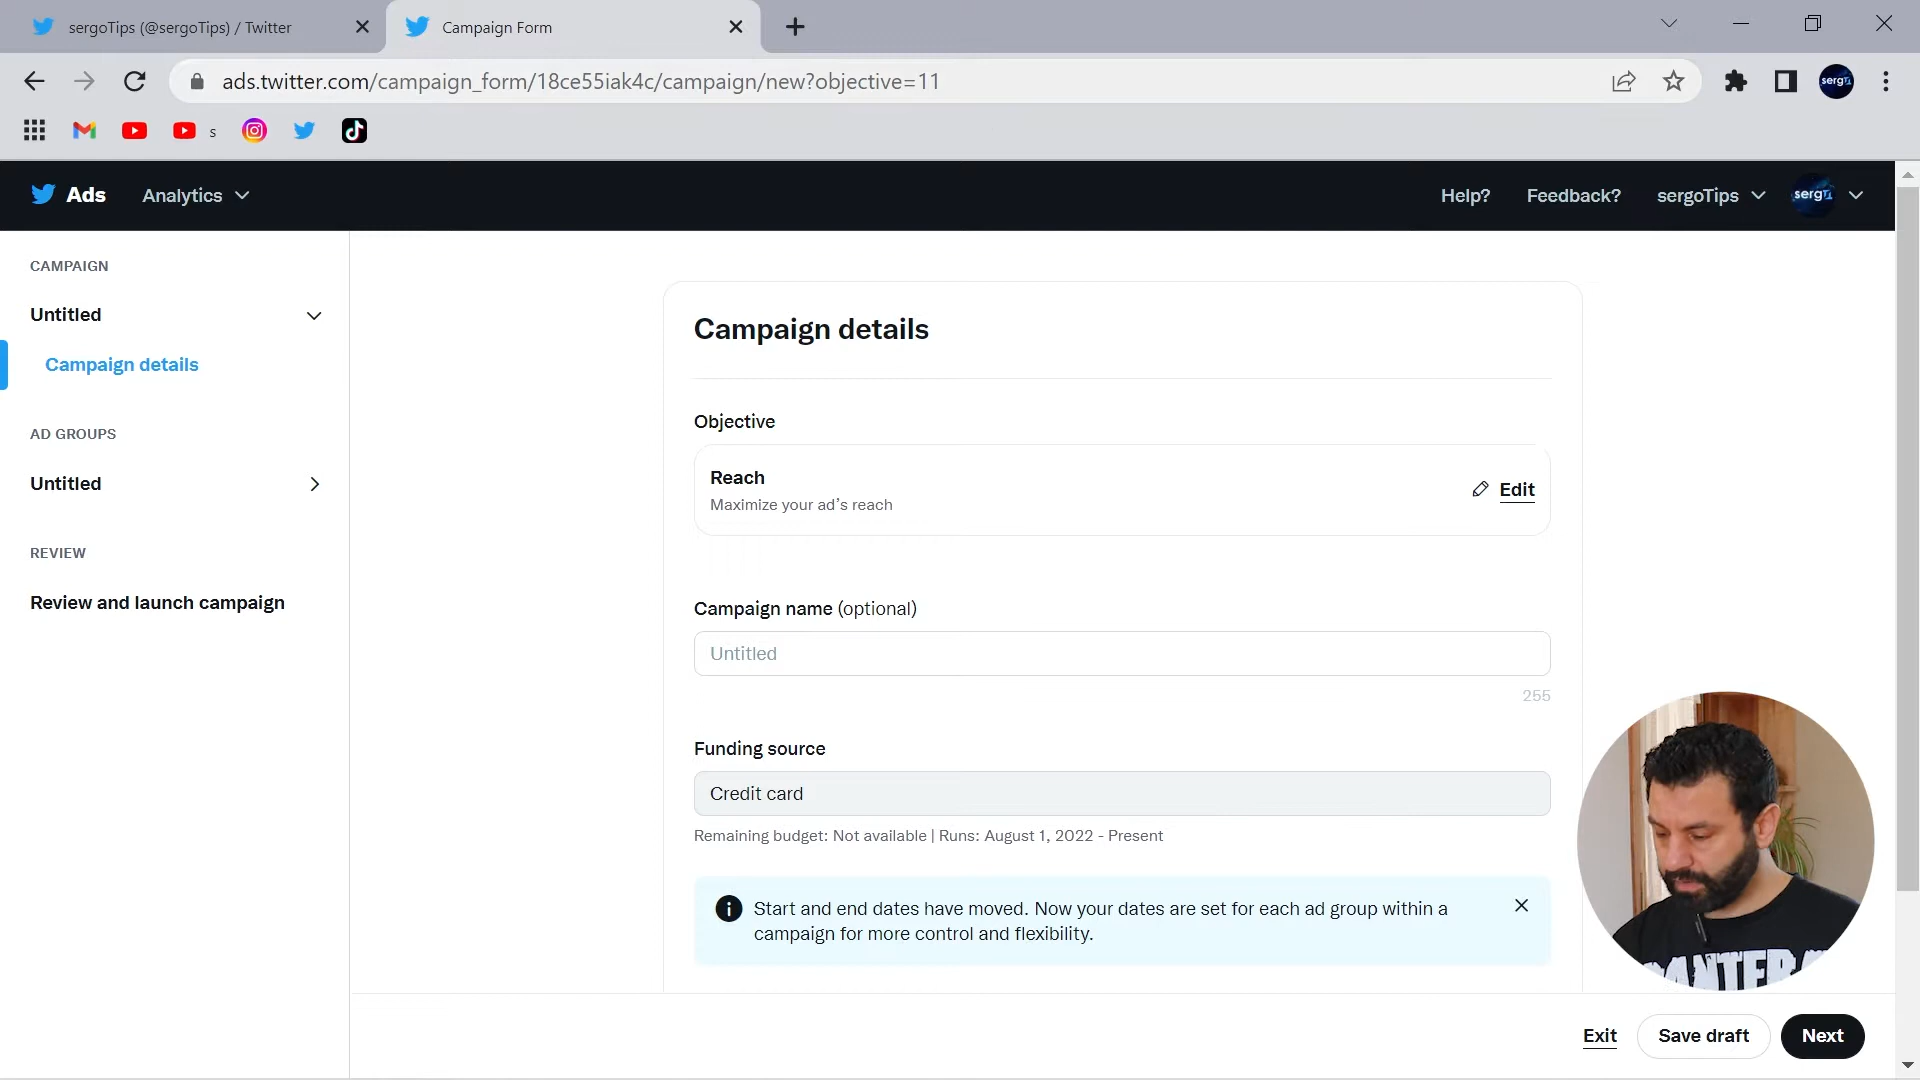 sergoTips (@sergoTips) / Twitter
Campaign Form
ads.twitter.com/campaign_form/18ce55iak4c/campaign/new?objective=11
s
Ads
Analytics
Help?
Feedback?
sergoTips
CAMPAIGN
Untitled
Campaign details
AD GROUPS
Untitled
REVIEW
Review and launch campaign
Campaign details
Objective
Reach
Maximize your ad’s reach
Edit
Campaign name (optional)
Untitled
255
Funding source
Credit card
Remaining budget: Not available | Runs: August 1, 2022 - Present
Start and end dates have moved. Now your dates are set for each ad group within a
campaign for more control and flexibility.
Exit
Save draft
Next